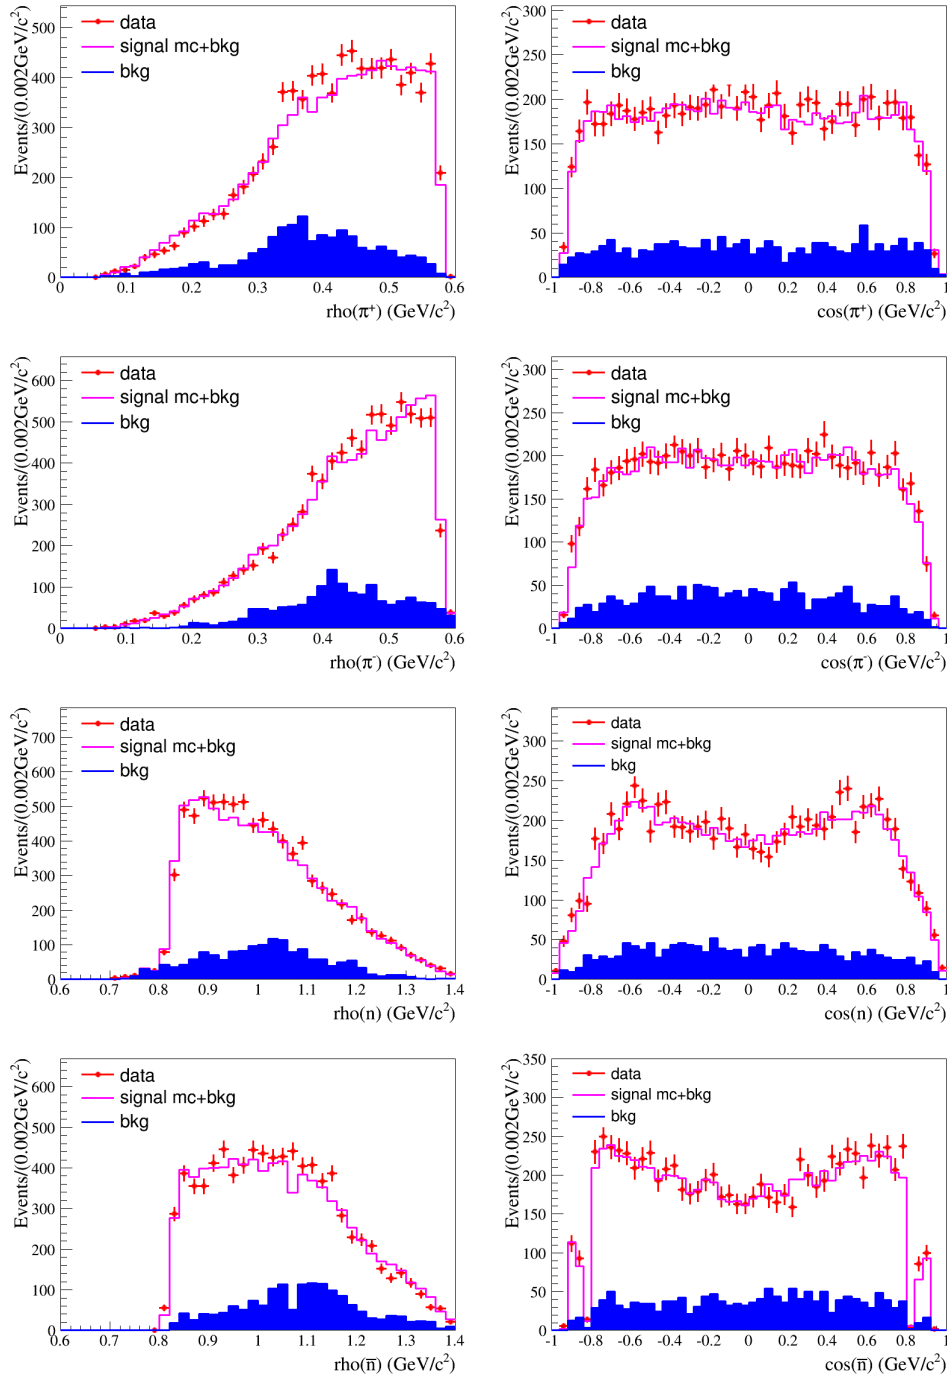 Events/(0.002GeV/c²)
500
400
300
200
100
0
data
signal mc+bkg
bkg
0 0.1 0.2 0.3 0.4 0.5 0.6
rho(π⁺) (GeV/c²)
Events/(0.002GeV/c²)
300
250
200
150
100
50
0
data
signal mc+bkg
bkg
-1 -0.8 -0.6 -0.4 -0.2 0 0.2 0.4 0.6 0.8 1
cos(π⁺) (GeV/c²)
Events/(0.002GeV/c²)
600
500
400
300
200
100
0
data
signal mc+bkg
bkg
0 0.1 0.2 0.3 0.4 0.5 0.6
rho(π⁻) (GeV/c²)
Events/(0.002GeV/c²)
300
250
200
150
100
50
0
data
signal mc+bkg
bkg
-1 -0.8 -0.6 -0.4 -0.2 0 0.2 0.4 0.6 0.8 1
cos(π⁻) (GeV/c²)
Events/(0.002GeV/c²)
700
600
500
400
300
200
100
0
data
signal mc+bkg
bkg
0.6 0.7 0.8 0.9 1 1.1 1.2 1.3 1.4
rho(n) (GeV/c²)
Events/(0.002GeV/c²)
300
250
200
150
100
50
0
data
signal mc+bkg
bkg
-1 -0.8 -0.6 -0.4 -0.2 0 0.2 0.4 0.6 0.8 1
cos(n) (GeV/c²)
Events/(0.002GeV/c²)
600
500
400
300
200
100
0
data
signal mc+bkg
bkg
0.6 0.7 0.8 0.9 1 1.1 1.2 1.3 1.4
rho(n̅) (GeV/c²)
Events/(0.002GeV/c²)
350
300
250
200
150
100
50
0
data
signal mc+bkg
bkg
-1 -0.8 -0.6 -0.4 -0.2 0 0.2 0.4 0.6 0.8 1
cos(n̅) (GeV/c²)